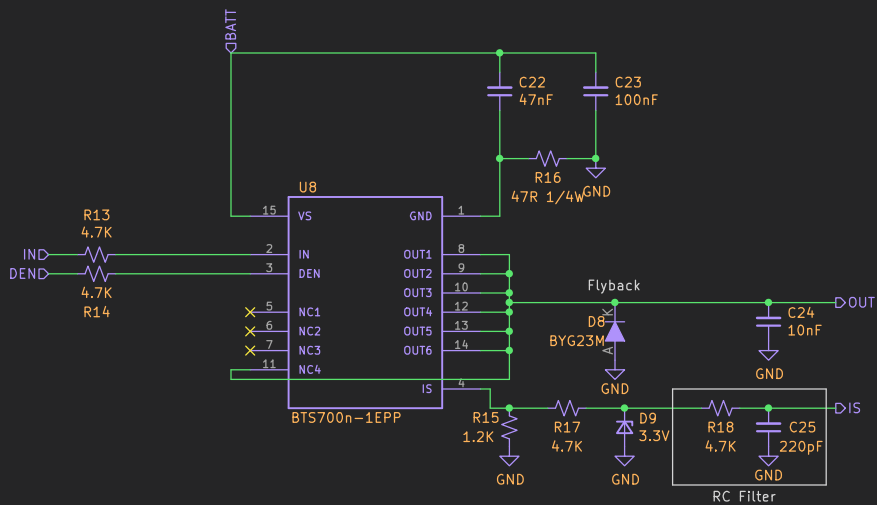 BATT
C22
47nF
C23
100nF
R16
47R 1/4W
GND
U8
15
VS
GND
1
R13
4.7K
IN
2
IN
OUT1
8
DEN
3
DEN
OUT2
9
4.7K
R14
OUT3
10
5
NC1
OUT4
12
6
NC2
OUT5
13
7
NC3
OUT6
14
11
NC4
IS
4
BTS700n-1EPP
Flyback
K
D8
BYG23M
A
GND
OUT
C24
10nF
GND
R15
1.2K
GND
R17
4.7K
D9
3.3V
GND
R18
4.7K
C25
220pF
GND
IS
RC Filter